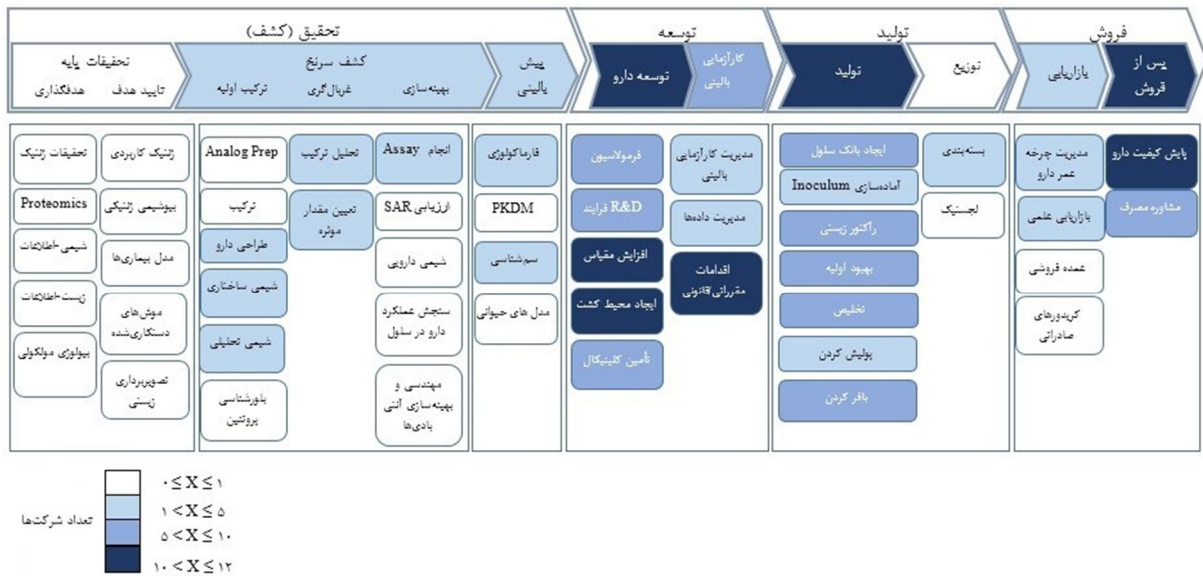 تحقیق (کشف)
توسعه
تولید
فروش
تحقیقات پایه
هدفگذاری
تایید هدف
کشف سرنخ
ترکیب اولیه
غربال‌گری
بهینه‌سازی
پیش
بالینی
توسعه دارو
کارآزمایی
بالینی
تولید
توزیع
بازاریابی
پس از
فروش
تحقیقات ژنتیک
Proteomics
شیمی-اطلاعات
زیست-اطلاعات
بیولوژی مولکولی
ژنتیک کاربردی
بیوشیمی ژنتیکی
مدل بیماری‌ها
موش‌های
دستکاری‌شده
تصویربرداری
زیستی
Analog Prep
ترکیب
طراحی دارو
شیمی ساختاری
شیمی تحلیلی
بلورشناسی
پروتئین
تحلیل ترکیب
تعیین مقدار
موثره
انجام Assay
ارزیابی SAR
شیمی دارویی
سنجش عملکرد
دارو در سلول
مهندسی و
بهینه‌سازی آنتی
بادی‌ها
فارماکولوژی
PKDM
سم‌شناسی
مدل های حیوانی
فرمولاسیون
R&D فرایند
افزایش مقیاس
ایجاد محیط کشت
تأمین کلینیکال
مدیریت کارآزمایی
بالینی
مدیریت داده‌ها
اقدامات
مقرراتی/قانونی
ایجاد بانک سلول
آماده‌سازی Inoculum
رآکتور زیستی
بهبود اولیه
تخلیص
پولیش کردن
بافر کردن
بسته‌بندی
لجستیک
مدیریت چرخه
عمر دارو
بازاریابی علمی
عمده فروشی
کریدورهای
صادراتی
پایش کیفیت دارو
مشاوره مصرف
تعداد شرکت‌ها
۰ ≤ X ≤ ۱
۱ < X ≤ ۵
۵ < X ≤ ۱۰
۱۰ < X ≤ ۱۲